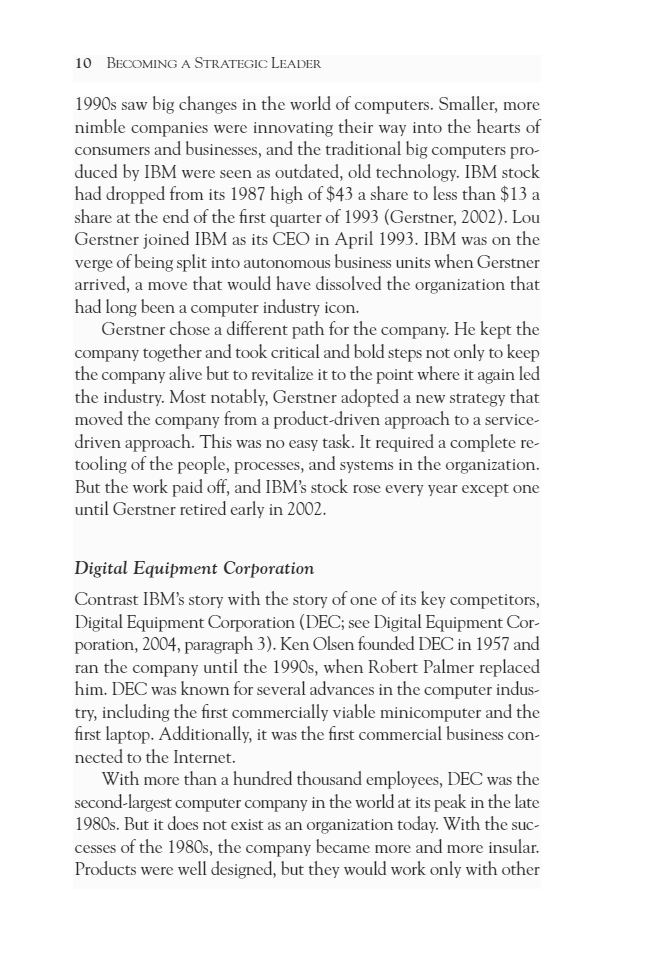 10 BECOMING A STRATEGIC LEADER
1990s saw big changes in the world of computers. Smaller, more
nimble companies were innovating their way into the hearts of
consumers and businesses, and the traditional big computers pro-
duced by IBM were seen as outdated, old technology. IBM stock
had dropped from its 1987 high of $43 a share to less than $13 a
share at the end of the first quarter of 1993 (Gerstner, 2002). Lou
Gerstner joined IBM as its CEO in April 1993. IBM was on the
verge of being split into autonomous business units when Gerstner
arrived, a move that would have dissolved the organization that
had long been a computer industry icon.
Gerstner chose a different path for the company. He kept the
company together and took critical and bold steps not only to keep
the company alive but to revitalize it to the point where it again led
the industry. Most notably, Gerstner adopted a new strategy that
moved the company from a product-driven approach to a service-
driven approach. This was no easy task. It required a complete re-
tooling of the people, processes, and systems in the organization.
But the work paid off, and IBM's stock rose every year except one
until Gerstner retired early in 2002.
Digital Equipment Corporation
Contrast IBM's story with the story of one of its key competitors,
Digital Equipment Corporation (DEC; see Digital Equipment Cor-
poration, 2004, paragraph 3). Ken Olsen founded DEC in 1957 and
ran the company until the 1990s, when Robert Palmer replaced
him. DEC was known for several advances in the computer indus-
try, including the first commercially viable minicomputer and the
first laptop. Additionally, it was the first commercial business con-
nected to the Internet.
With more than a hundred thousand employees, DEC was the
second-largest computer company in the world at its peak in the late
1980s. But it does not exist as an organization today. With the suc-
cesses of the 1980s, the company became more and more insular.
Products were well designed, but they would work only with other